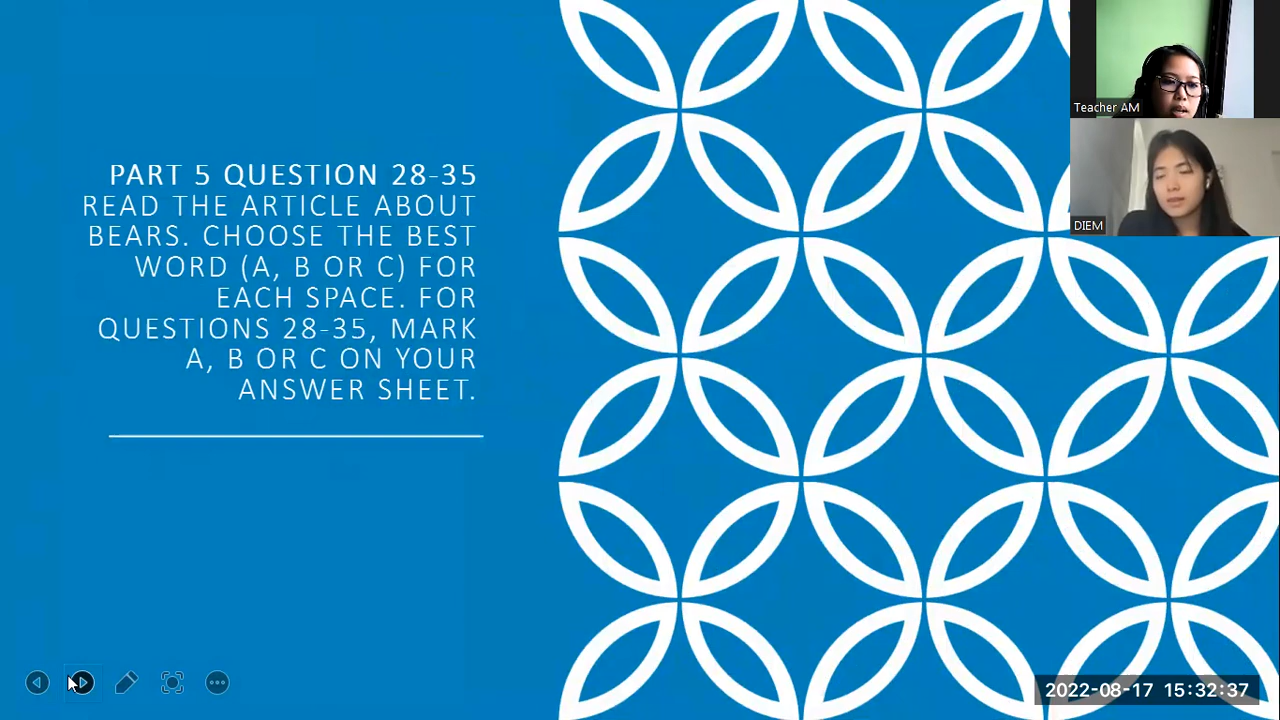 PART 5 QUESTION 28-35
READ THE ARTICLE ABOUT
BEARS. CHOOSE THE BEST
WORD (A, B OR C) FOR
EACH SPACE. FOR
QUESTIONS 28-35, MARK
A, B OR C ON YOUR
ANSWER SHEET.
Teacher AM
DIEM
2022-08-17 15:32:37